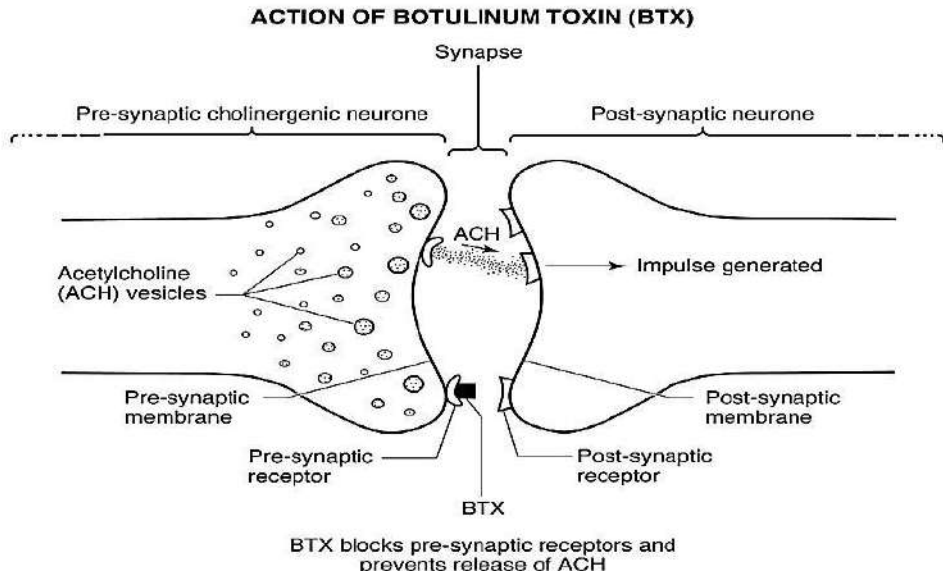 ACTION OF BOTULINUM TOXIN (BTX)
Synapse
Pre-synaptic cholinergenic neurone
Post-synaptic neurone
ACH
Impulse generated
Acetylcholine
(ACH) vesicles
Pre-synaptic
membrane
Post-synaptic
membrane
Pre-synaptic
receptor
Post-synaptic
receptor
BTX
BTX blocks pre-synaptic receptors and
prevents release of ACH